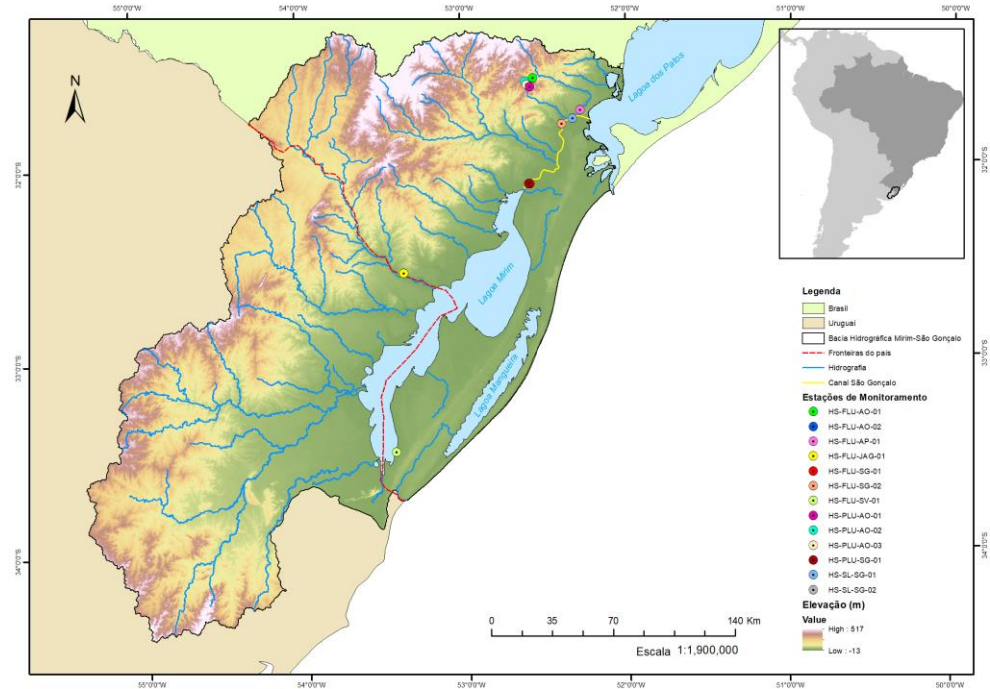 55°0'0"W 54°0'0"W 53°0'0"W 52°0'0"W 51°0'0"W 50°0'0"W
N
Lagoa dos Patos
32°0'0"S
32°0'0"S
Lagoa Mirim
Lagoa Mangueira
33°0'0"S
33°0'0"S
34°0'0"S
34°0'0"S
Legenda
Brasil
Uruguai
Bacia Hidrográfica Mirim-São Gonçalo
Fronteiras do país
Hidrografia
Canal São Gonçalo
Estações de Monitoramento
HS-FLU-AO-01
HS-FLU-AO-02
HS-FLU-AP-01
HS-FLU-JAG-01
HS-FLU-SG-01
HS-FLU-SG-02
HS-FLU-SV-01
HS-PLU-AO-01
HS-PLU-AO-02
HS-PLU-AO-03
HS-PLU-SG-01
HS-SL-SG-01
HS-SL-SG-02
Elevação (m)
Value
High : 517
Low : -13
0 35 70 140 Km
Escala 1:1,900,000
55°0'0"W 54°0'0"W 53°0'0"W 52°0'0"W 51°0'0"W 50°0'0"W